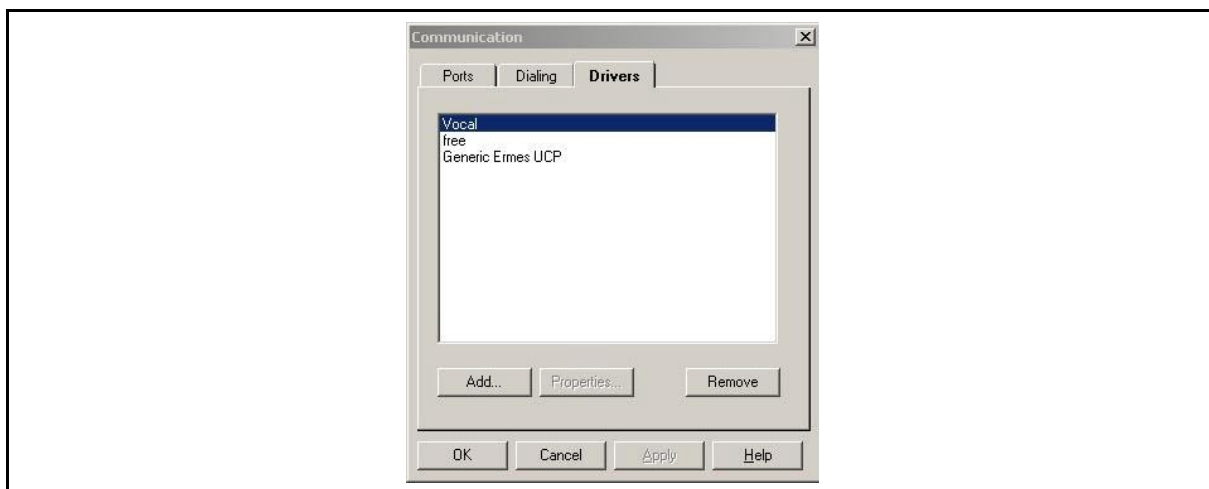 Communication
Ports Dialing Drivers
Vocal
free
Generic Ermes UCP
Add... Properties... Remove
OK Cancel Apply Help